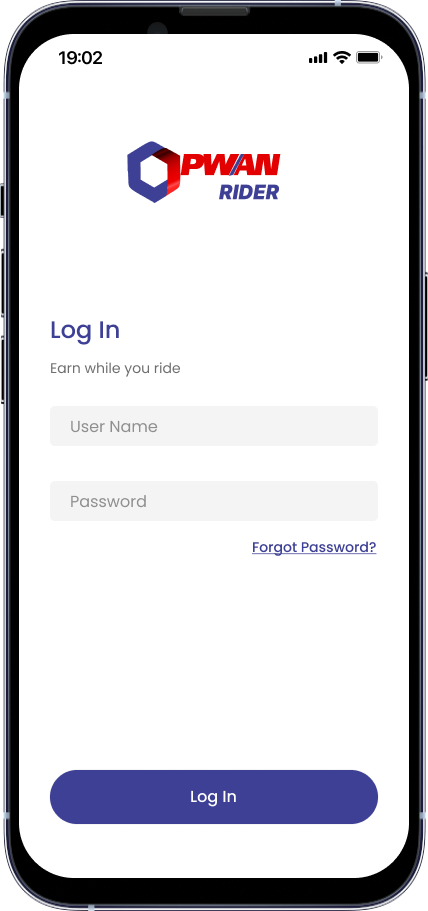 19:02
PWAN
RIDER
Log In
Earn while you ride
User Name
Password
Forgot Password?
Log In